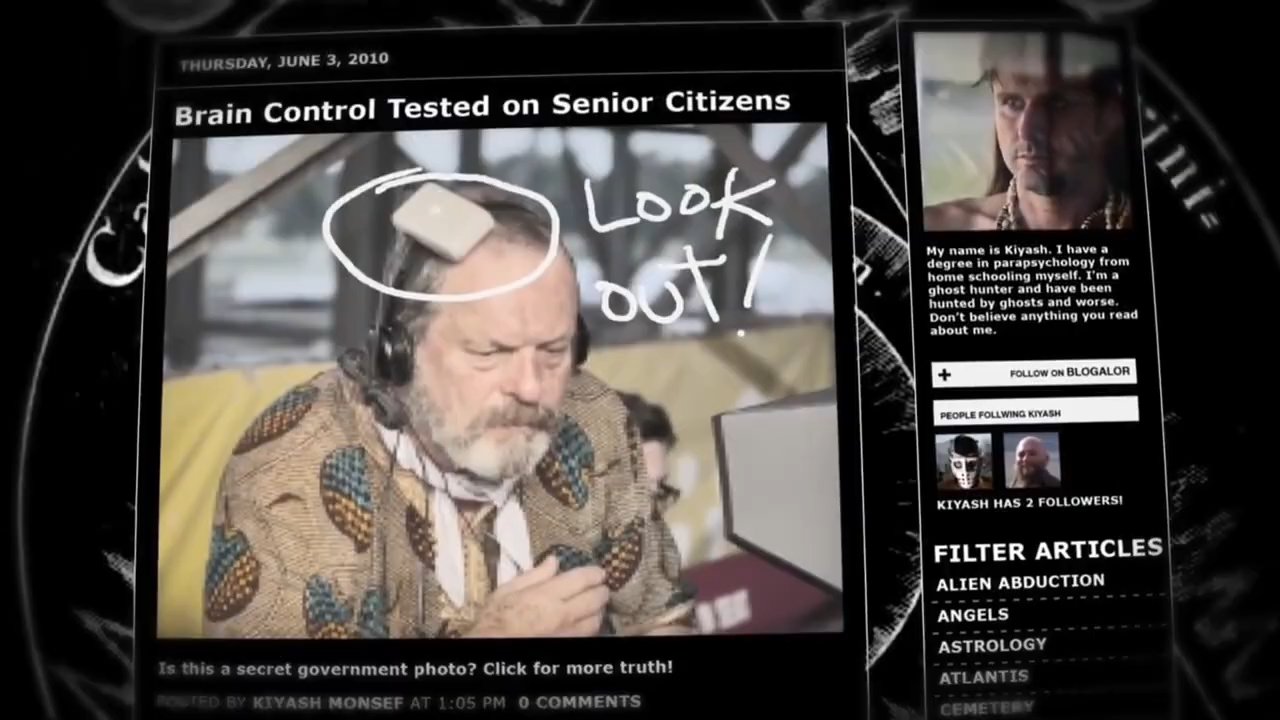 THURSDAY, JUNE 3, 2010
Brain Control Tested on Senior Citizens
LOOK
OUT!
Is this a secret government photo? Click for more truth!
POSTED BY KIYASH MONSEF AT 1:05 PM 0 COMMENTS
My name is Kiyash. I have a
degree in parapsychology from
home schooling myself. I'm a
ghost hunter and have been
hunted by ghosts and worse.
Don't believe anything you read
about me.
+ FOLLOW ON BLOGALOR
PEOPLE FOLLWING KIYASH
KIYASH HAS 2 FOLLOWERS!
FILTER ARTICLES
ALIEN ABDUCTION
ANGELS
ASTROLOGY
ATLANTIS
CEMETERY